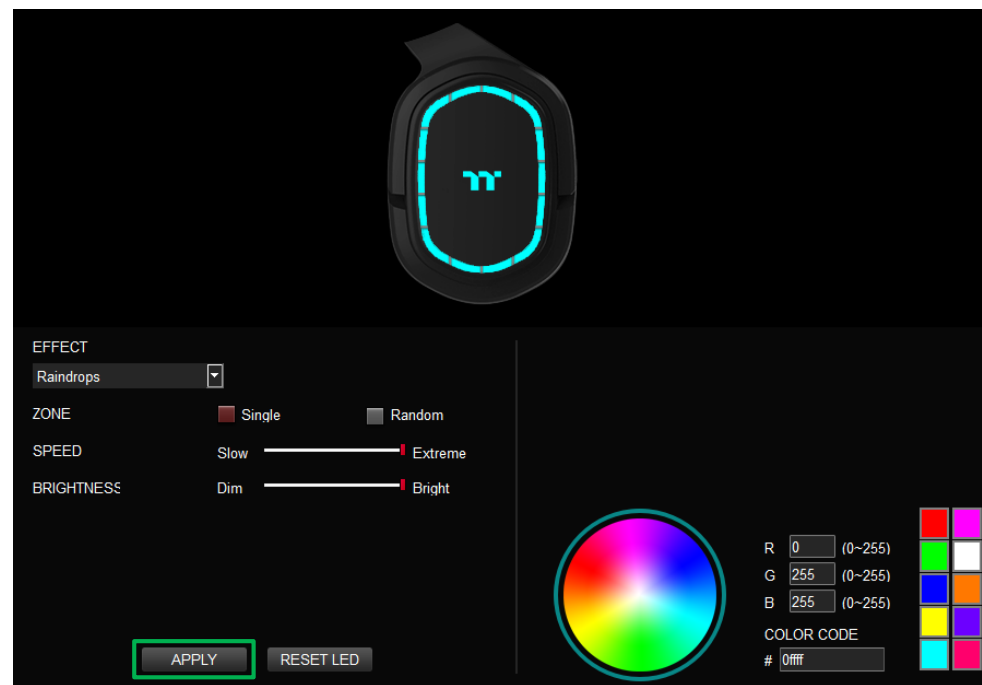 EFFECT
Raindrops
ZONE Single Random
SPEED Slow Extreme
BRIGHTNESS Dim Bright
APPLY RESET LED
R 0 (0~255)
G 255 (0~255)
B 255 (0~255)
COLOR CODE
# 0ffff